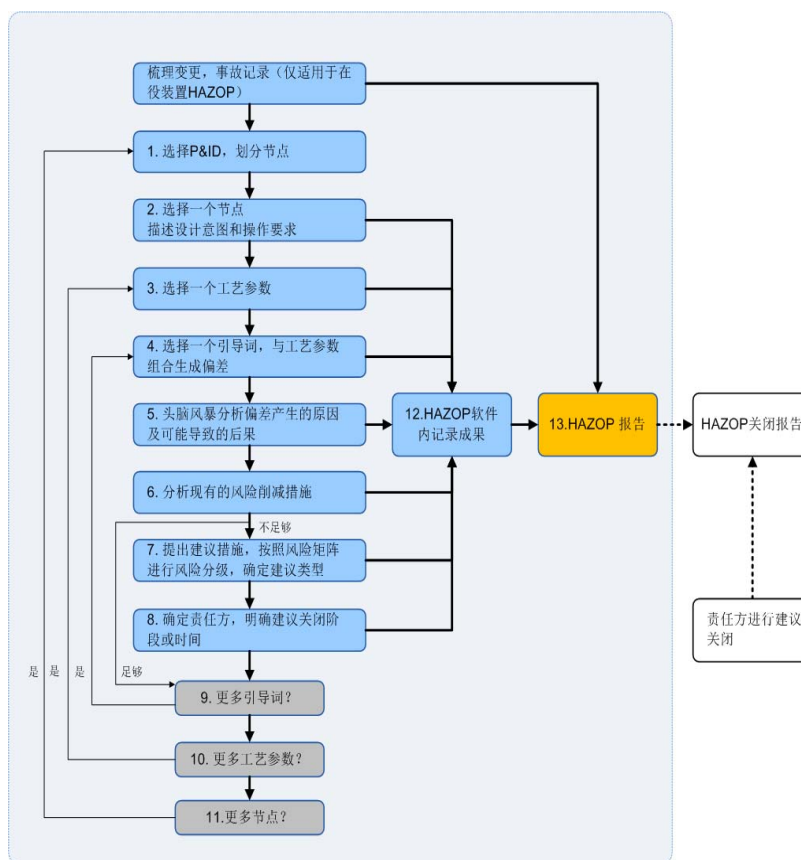 梳理变更，事故记录（仅适用于在
役装置HAZOP）
1. 选择P&ID，划分节点
2. 选择一个节点
描述设计意图和操作要求
3. 选择一个工艺参数
4. 选择一个引导词，与工艺参数
组合生成偏差
5. 头脑风暴分析偏差产生的原因
及可能导致的后果
12.HAZOP软件
内记录成果
13.HAZOP 报告
HAZOP关闭报告
6. 分析现有的风险削减措施
不足够
7. 提出建议措施，按照风险矩阵
进行风险分级，确定建议类型
8. 确定责任方，明确建议关闭阶
段或时间
责任方进行建议
关闭
是
是
是
足够
9. 更多引导词？
10. 更多工艺参数？
11.更多节点？